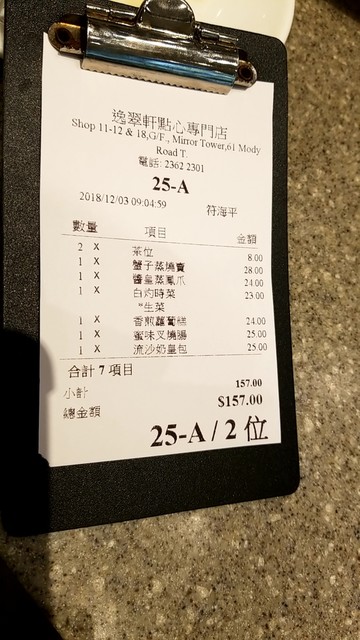 逸翠軒點心專門店
Shop 11-12 & 18,G/F., Mirror Tower,61 Mody
Road T.
電話: 2362 2301
25-A
2018/12/03 09:04:59 符海平
數量 項目 金額
2 X 茶位 8.00
1 X 蟹子蒸燒賣 28.00
1 X 醬皇蒸鳳爪 24.00
1 X 白灼時菜 23.00
*生菜
1 X 香煎蘿蔔糕 24.00
1 X 蜜味叉燒腸 25.00
1 X 流沙奶皇包 25.00
合計 7 項目
小計 157.00
總金額 $157.00
25-A / 2 位